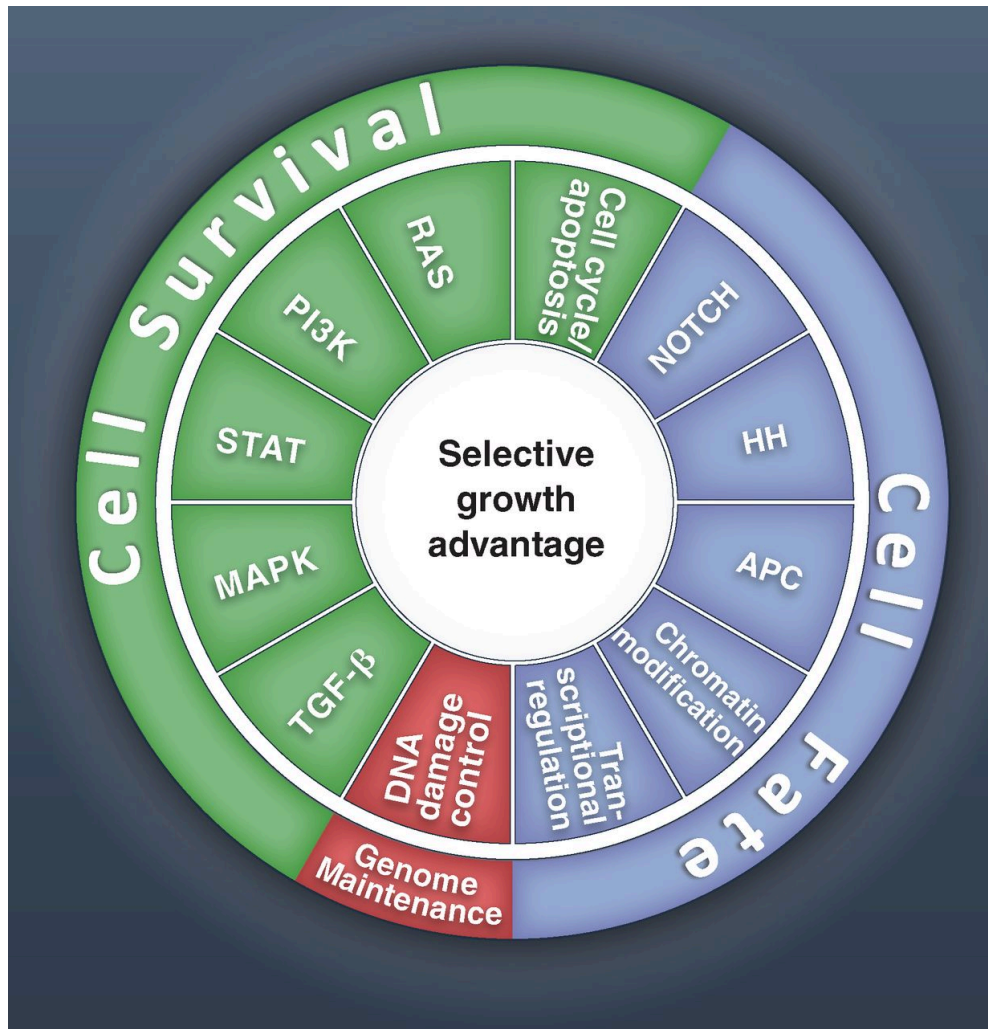 Cell Survival
Cell Fate
Genome
Maintenance
Cell cycle/
apoptosis
NOTCH
HH
APC
Chromatin
modification
Tran-
scriptional
regulation
DNA
damage
control
TGF-β
MAPK
STAT
PI3K
RAS
Selective
growth
advantage